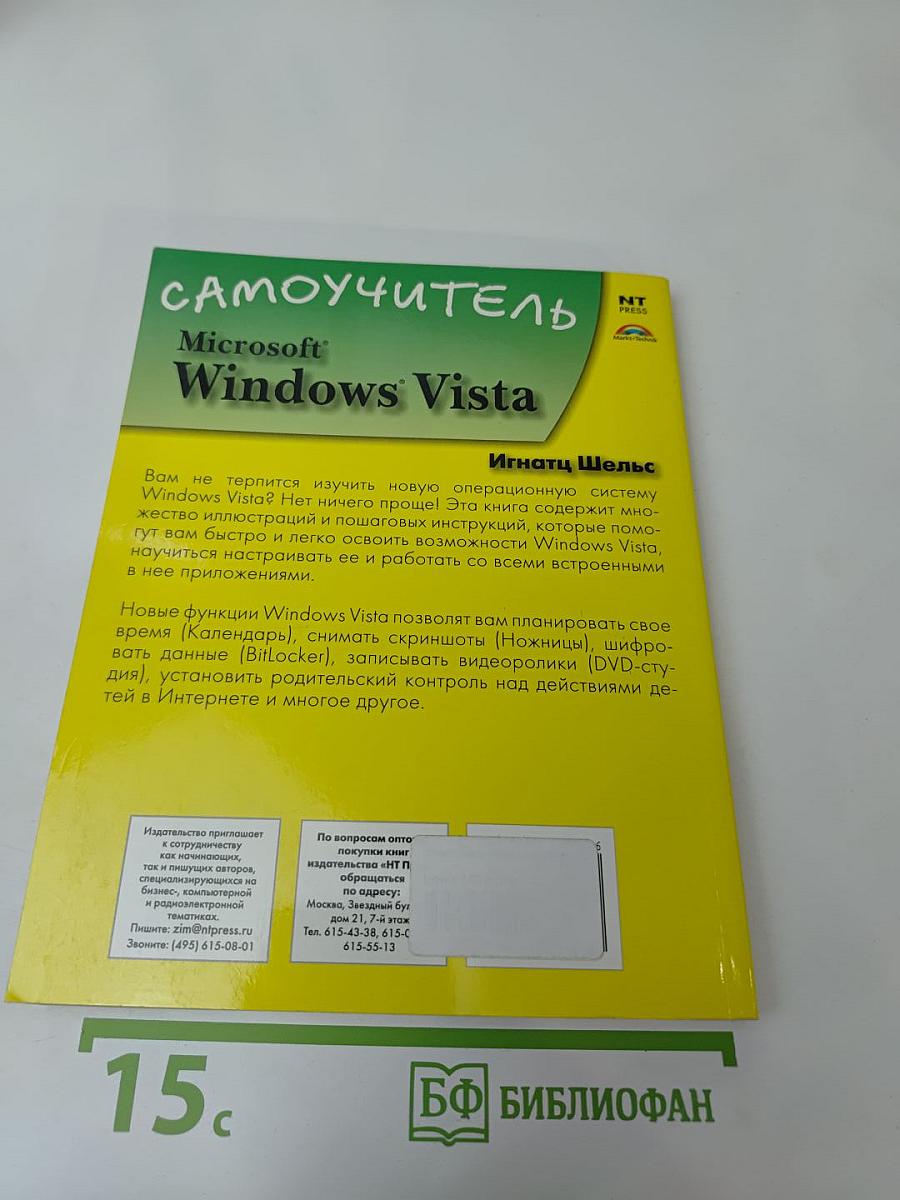 САМОУЧИТЕЛЬ
NT
PRESS
Markt+Technik
Microsoft®
Windows® Vista
Игнатц Шельс
Вам не терпится изучить новую операционную систему
Windows Vista? Нет ничего проще! Эта книга содержит мно-
жество иллюстраций и пошаговых инструкций, которые помо-
гут вам быстро и легко освоить возможности Windows Vista,
научиться настраивать ее и работать со всеми встроенными
в нее приложениями.
Новые функции Windows Vista позволят вам планировать свое
время (Календарь), снимать скриншоты (Ножницы), шифро-
вать данные (BitLocker), записывать видеоролики (DVD-сту-
дия), установить родительский контроль над действиями де-
тей в Интернете и многое другое.
Издательство приглашает
к сотрудничеству
как начинающих,
так и пишущих авторов,
специализирующихся на
бизнес-, компьютерной
и радиоэлектронной
тематиках.
Пишите: zim@ntpress.ru
Звоните: (495) 615-08-01
По вопросам
покупки книг
издательства «НТ
обращаться
по адресу:
Москва, Звездный
дом 21, 7-й этаж
Тел. 615-43-38,
615-55-13
6
15 с
БФ БИБЛИОФАН